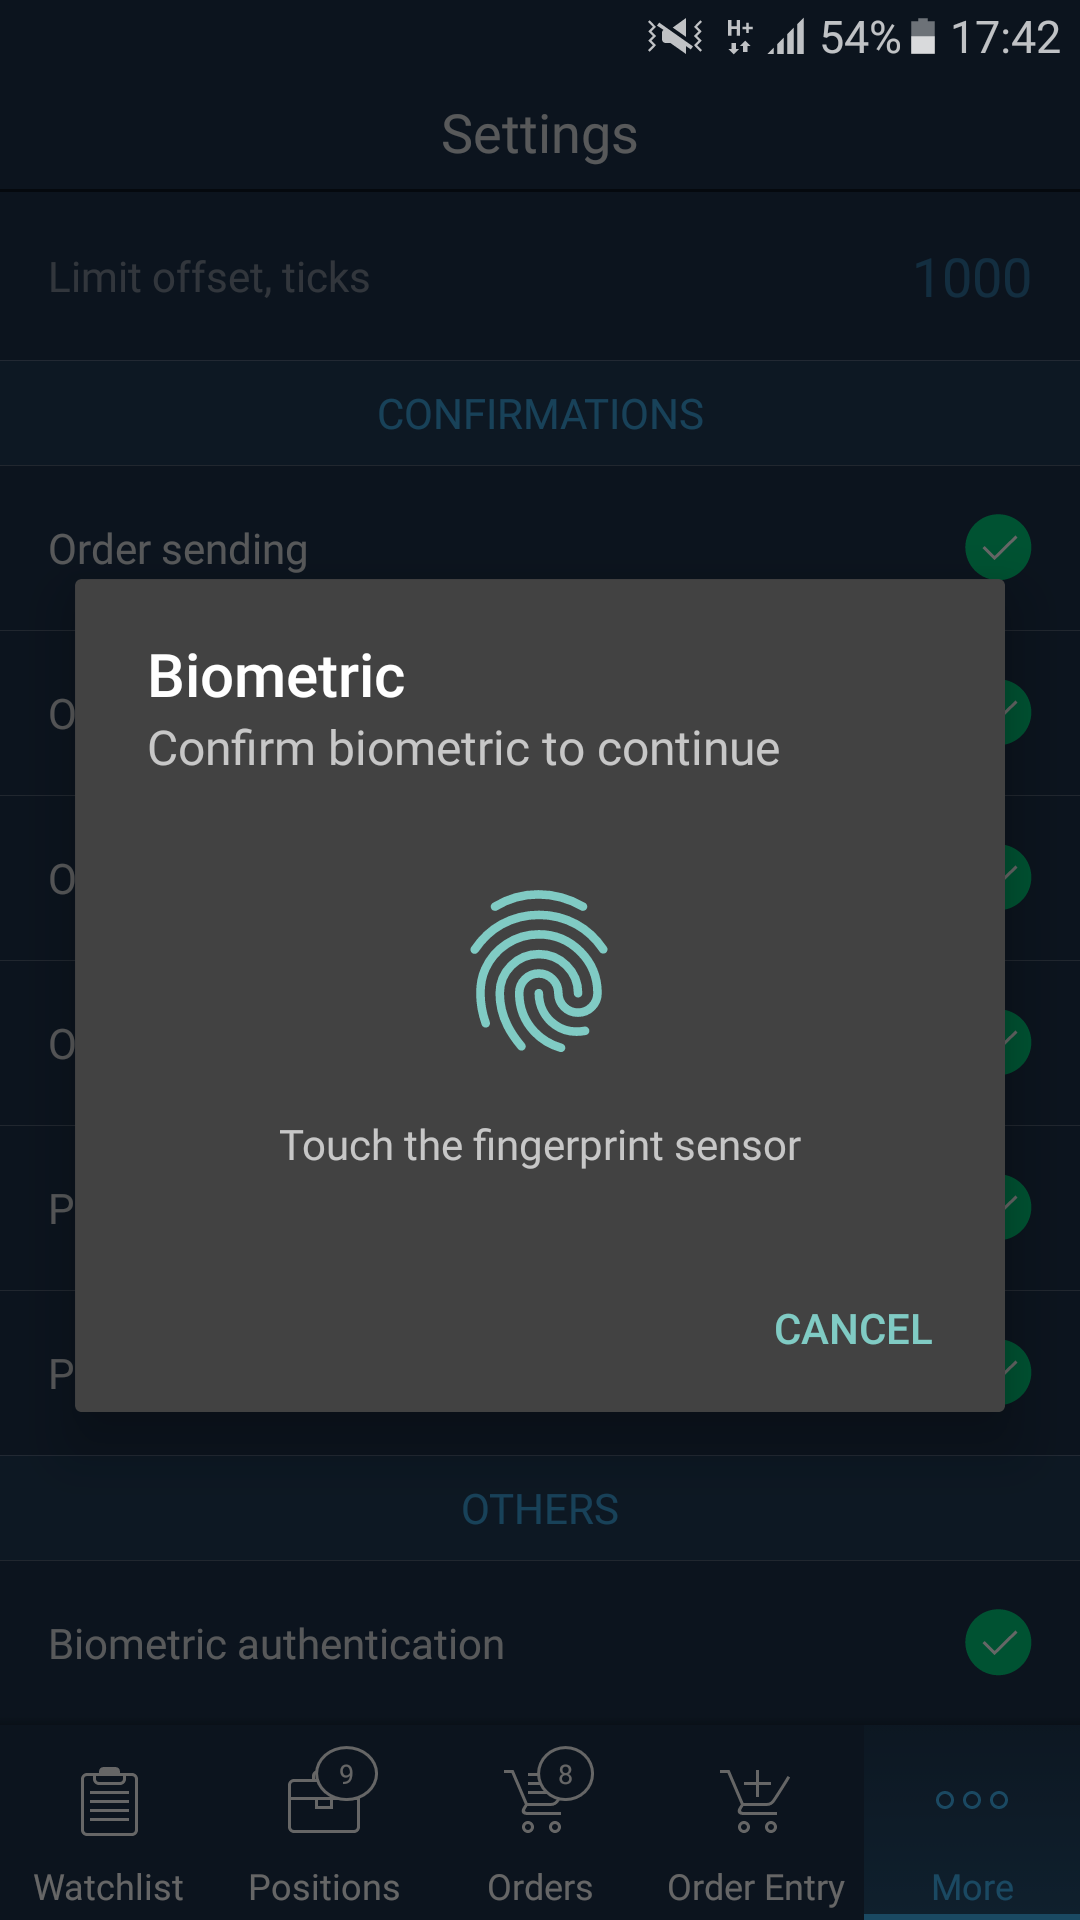 H+ 54% 17:42
Settings
Limit offset, ticks 1000
CONFIRMATIONS
Order sending
O
Biometric
Confirm biometric to continue
O
O
Touch the fingerprint sensor
P
CANCEL
P
OTHERS
Biometric authentication
9 8
Watchlist Positions Orders Order Entry More